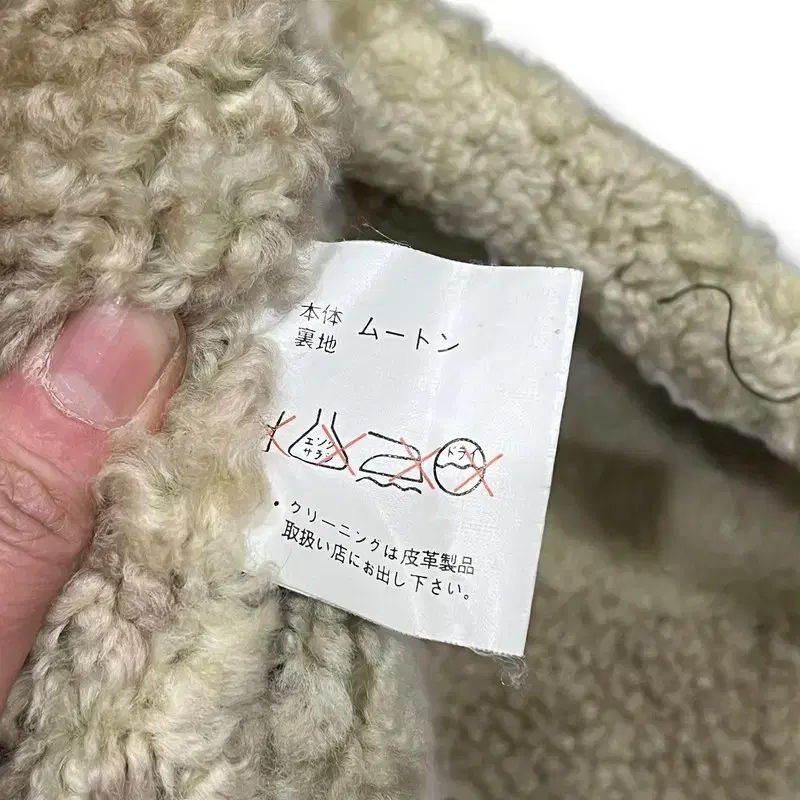 本体
裏地 ムートン
エンソ
サラシ
ドライ
・クリーニングは皮革製品
取扱い店にお出し下さい。